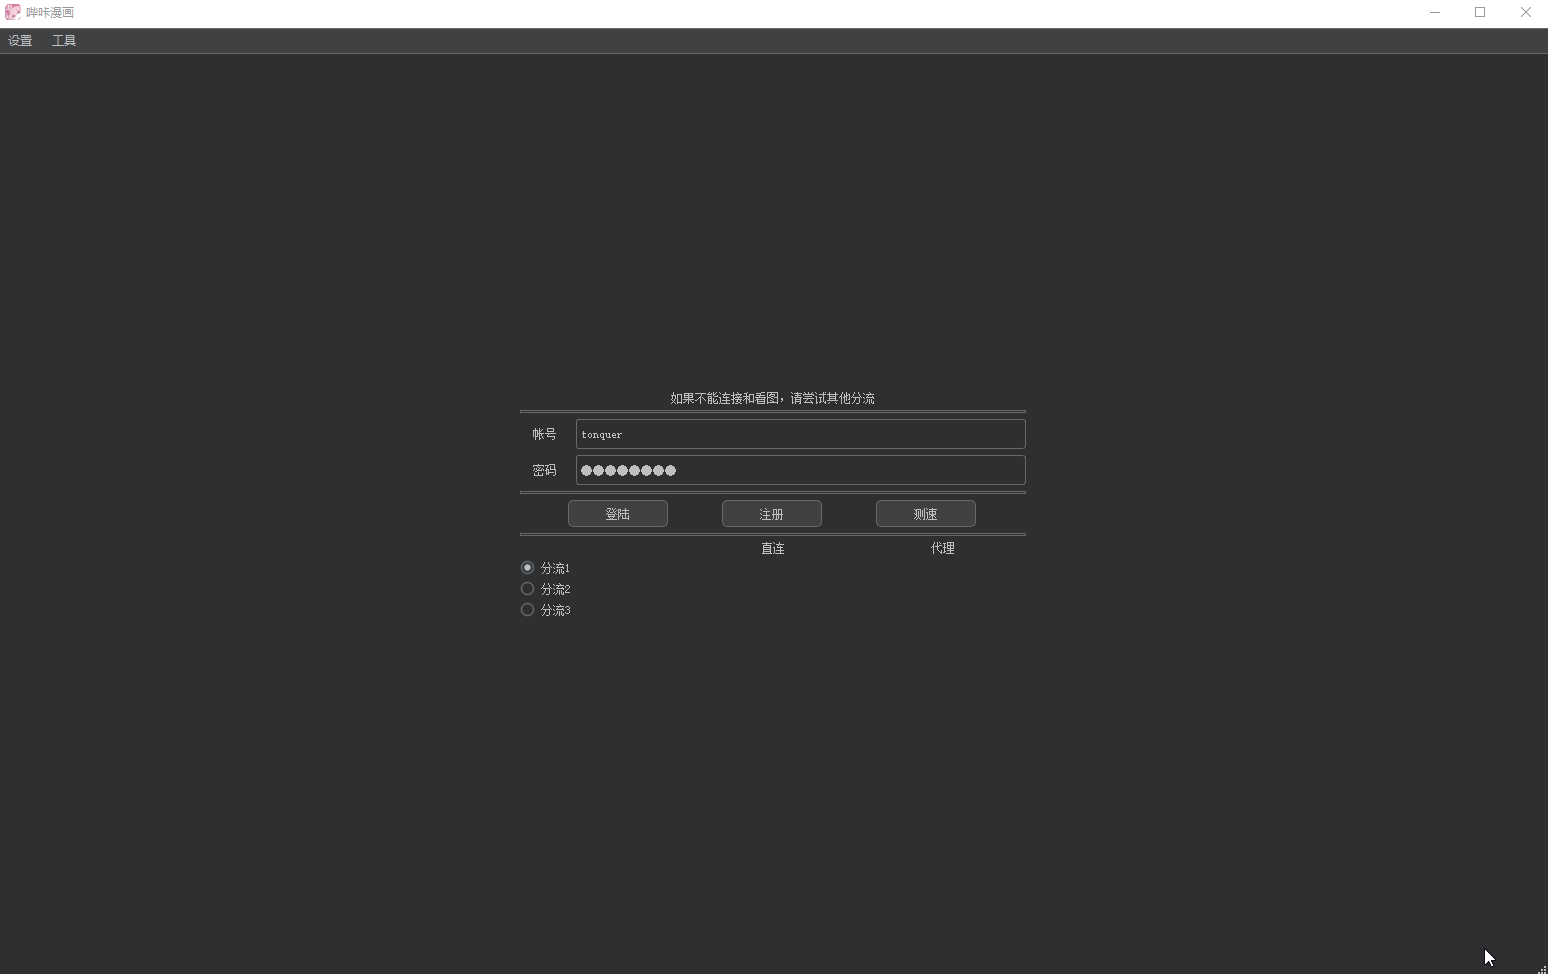 哔咔漫画
设置 工具
如果不能连接和看图，请尝试其他分流
帐号 tonquer
密码 ●●●●●●●●
登陆 注册 测速
直连 代理
分流1
分流2
分流3